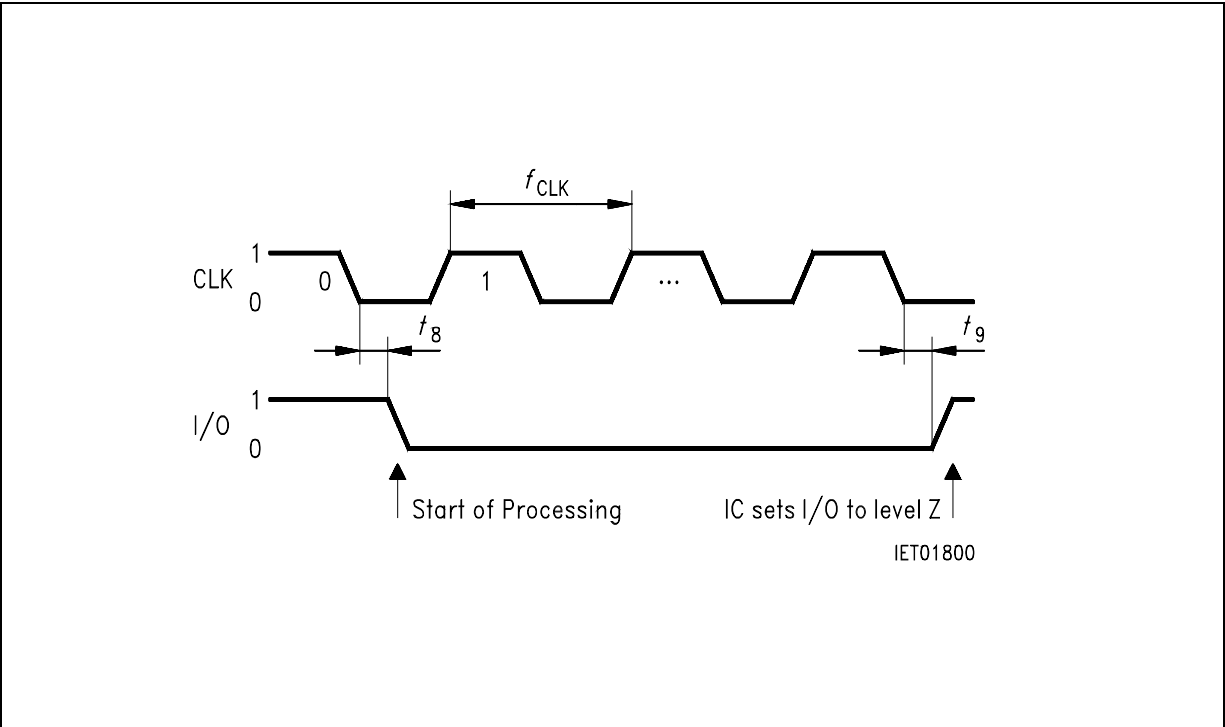 fCLK
1
CLK 0 1 ...
0
t8 t9
1
I/O
0
Start of Processing IC sets I/O to level Z
IET01800